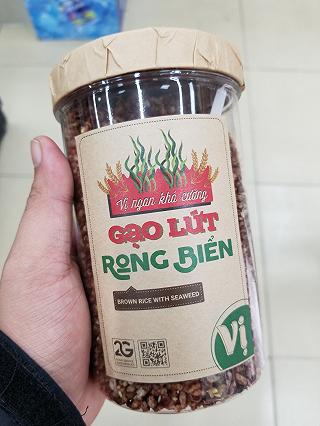 Vị ngon khó cưỡng
GẠO LỨT
RONG BIỂN
BROWN RICE WITH SEAWEED
2G
Vị